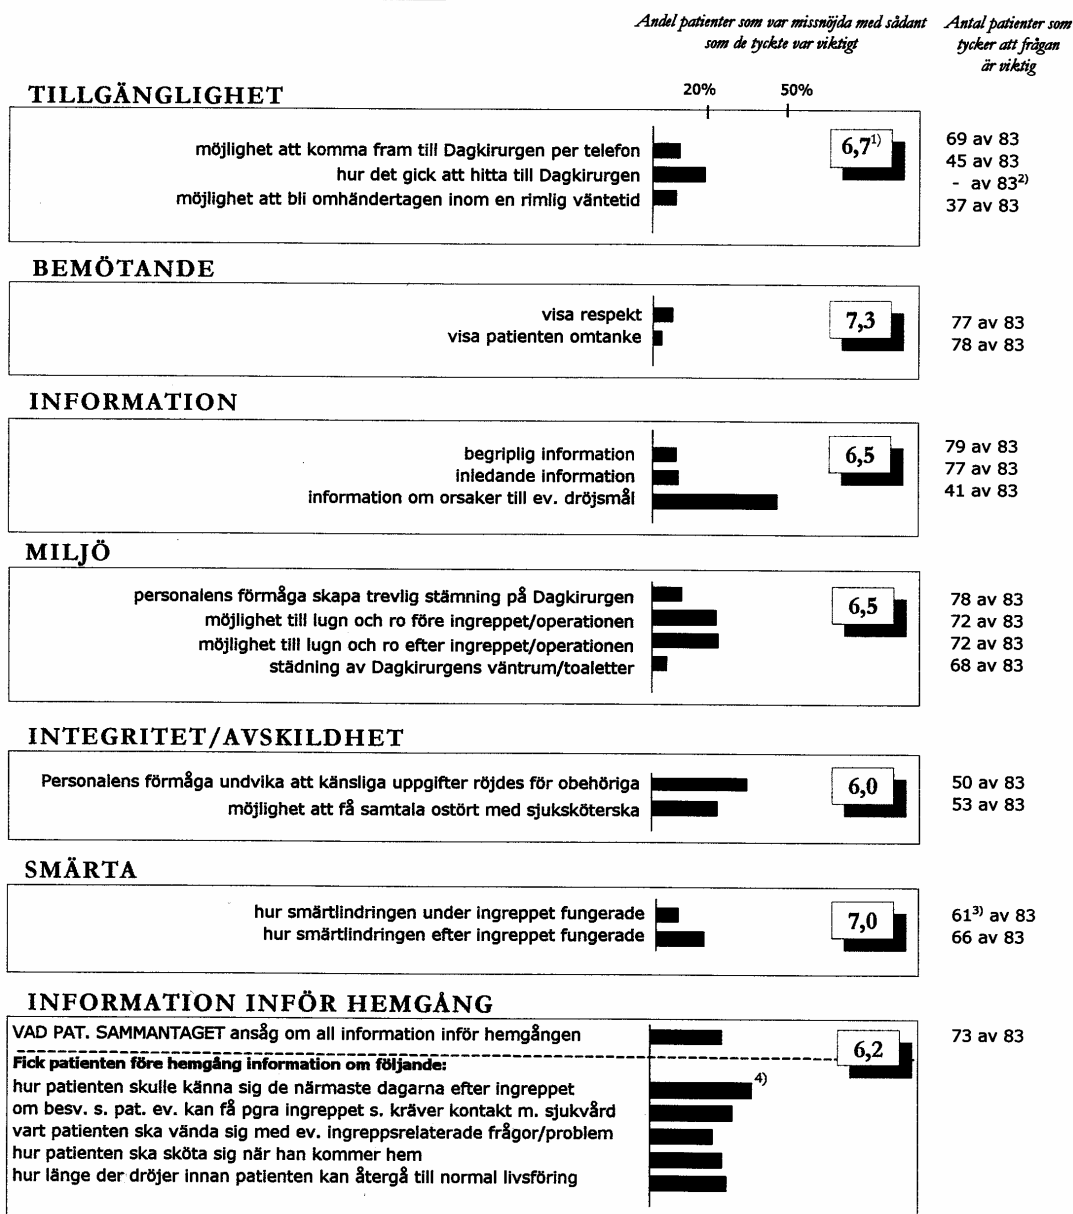 Andel patienter som var missnöjda med sådant
som de tyckte var viktigt
Antal patienter som
tycker att frågan
är viktig
20% 50%
TILLGÄNGLIGHET
möjlighet att komma fram till Dagkirurgen per telefon
hur det gick att hitta till Dagkirurgen
möjlighet att bli omhändertagen inom en rimlig väntetid
6,7¹⁾
69 av 83
45 av 83
- av 83²⁾
37 av 83
BEMÖTANDE
visa respekt
visa patienten omtanke
7,3
77 av 83
78 av 83
INFORMATION
begriplig information
inledande information
information om orsaker till ev. dröjsmål
6,5
79 av 83
77 av 83
41 av 83
MILJÖ
personalens förmåga skapa trevlig stämning på Dagkirurgen
möjlighet till lugn och ro före ingreppet/operationen
möjlighet till lugn och ro efter ingreppet/operationen
städning av Dagkirurgens väntrum/toaletter
6,5
78 av 83
72 av 83
72 av 83
68 av 83
INTEGRITET/AVSKILDHET
Personalens förmåga undvika att känsliga uppgifter röjdes för obehöriga
möjlighet att få samtala ostört med sjuksköterska
6,0
50 av 83
53 av 83
SMÄRTA
hur smärtlindringen under ingreppet fungerade
hur smärtlindringen efter ingreppet fungerade
7,0
61³⁾ av 83
66 av 83
INFORMATION INFÖR HEMGÅNG
VAD PAT. SAMMANTAGET ansåg om all information inför hemgången
6,2
73 av 83
Fick patienten före hemgång information om följande:
hur patienten skulle känna sig de närmaste dagarna efter ingreppet
4)
om besv. s. pat. ev. kan få pgra ingreppet s. kräver kontakt m. sjukvård
vart patienten ska vända sig med ev. ingreppsrelaterade frågor/problem
hur patienten ska sköta sig när han kommer hem
hur länge der dröjer innan patienten kan återgå till normal livsföring